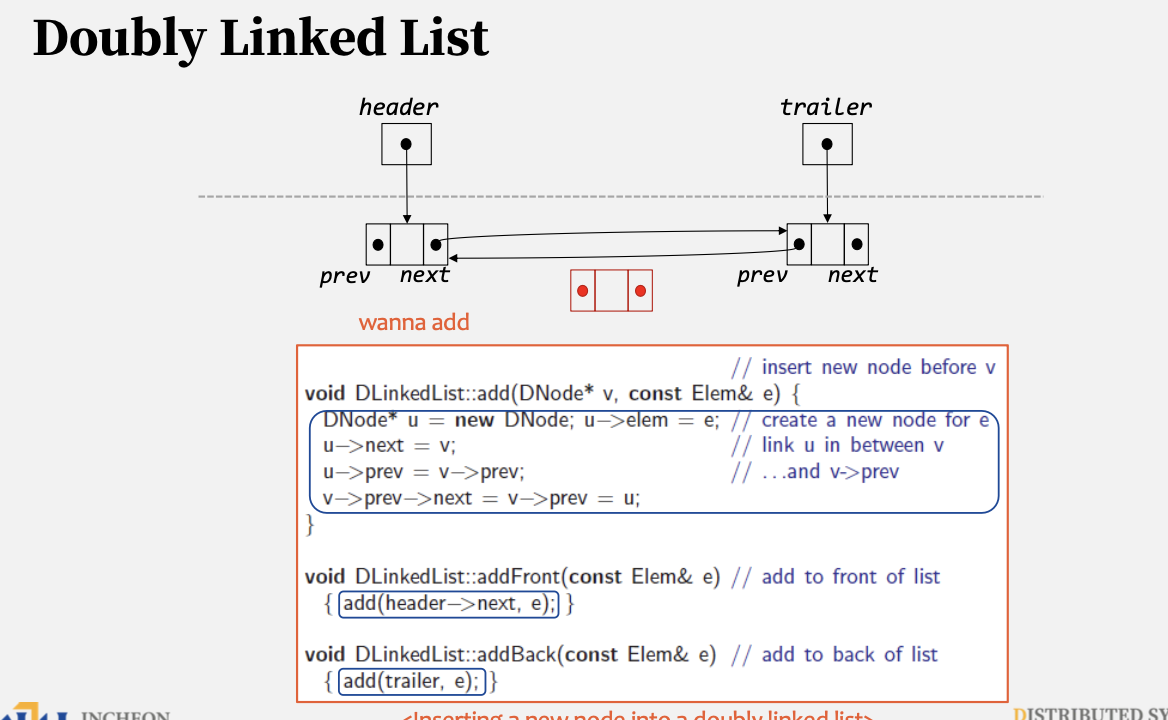 Doubly Linked List
header trailer
prev next prev next
wanna add
// insert new node before v
void DLinkedList::add(DNode* v, const Elem& e) {
DNode* u = new DNode; u->elem = e; // create a new node for e
u->next = v; // link u in between v
u->prev = v->prev; // ...and v->prev
v->prev->next = v->prev = u;
}
void DLinkedList::addFront(const Elem& e) // add to front of list
{ add(header->next, e); }
void DLinkedList::addBack(const Elem& e) // add to back of list
{ add(trailer, e); }
<Inserting a new node into a doubly linked list>
INCHEON
DISTRIBUTED SY